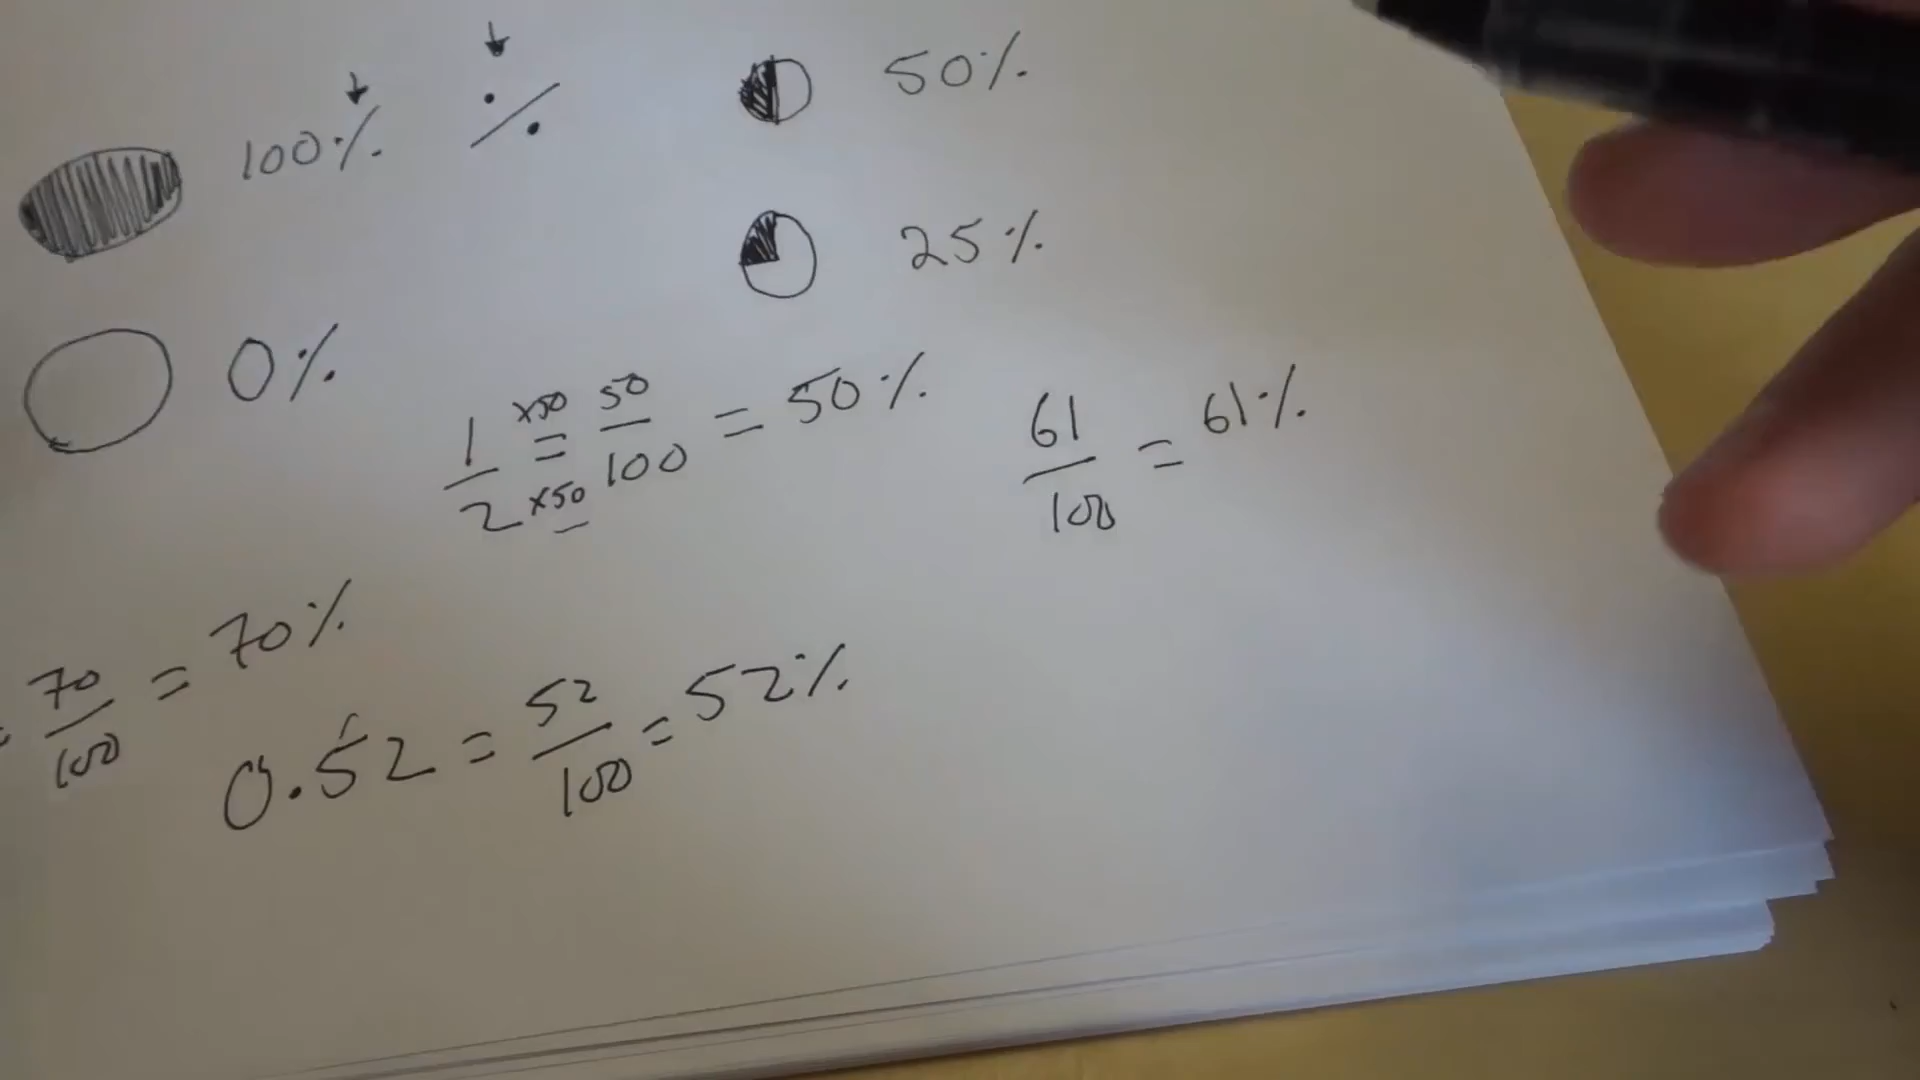 100%
%
50%
25%
0%
1/2 ×50/×50 = 50/100 = 50%
61/100 = 61%
= 70/100 = 70%
0.52 = 52/100 = 52%